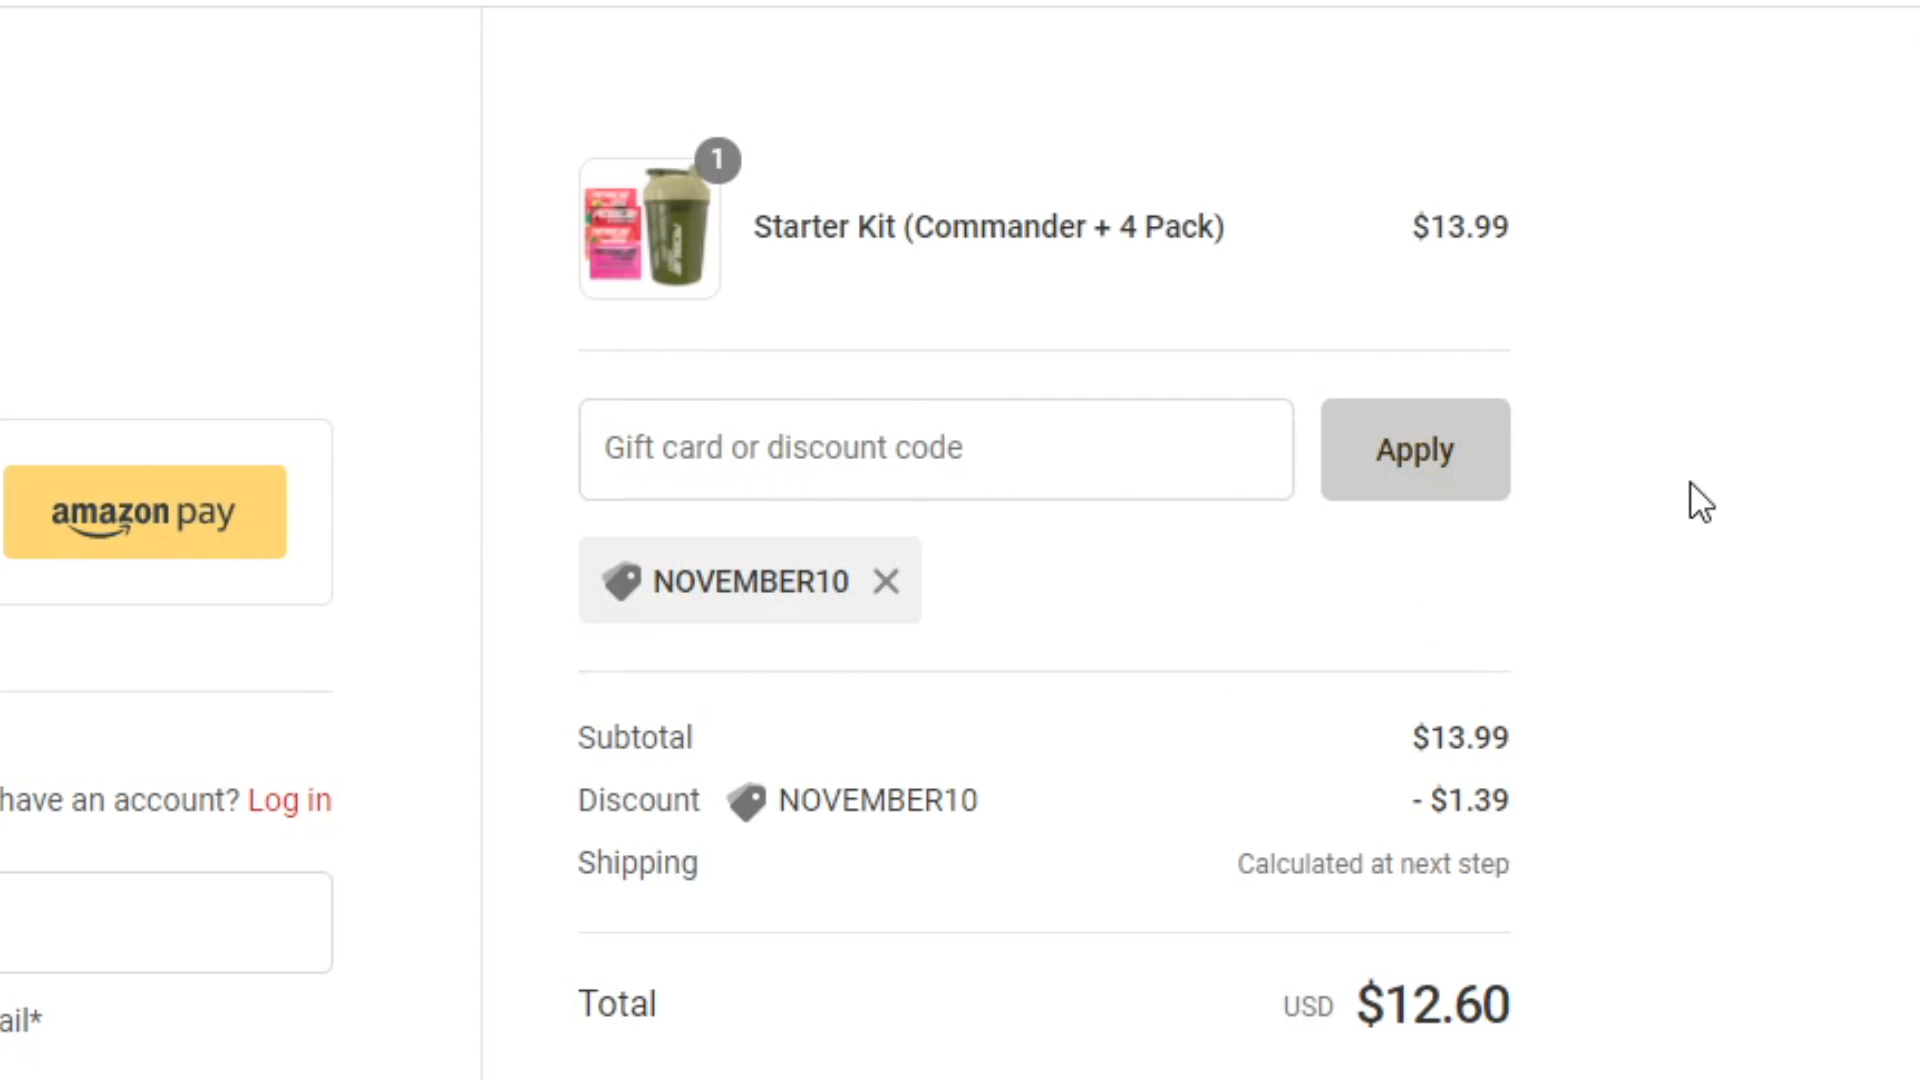 1
Starter Kit (Commander + 4 Pack) $13.99
Gift card or discount code
Apply
amazon pay
NOVEMBER10
Subtotal $13.99
have an account? Log in
Discount NOVEMBER10 - $1.39
Shipping Calculated at next step
Total USD $12.60
ail*